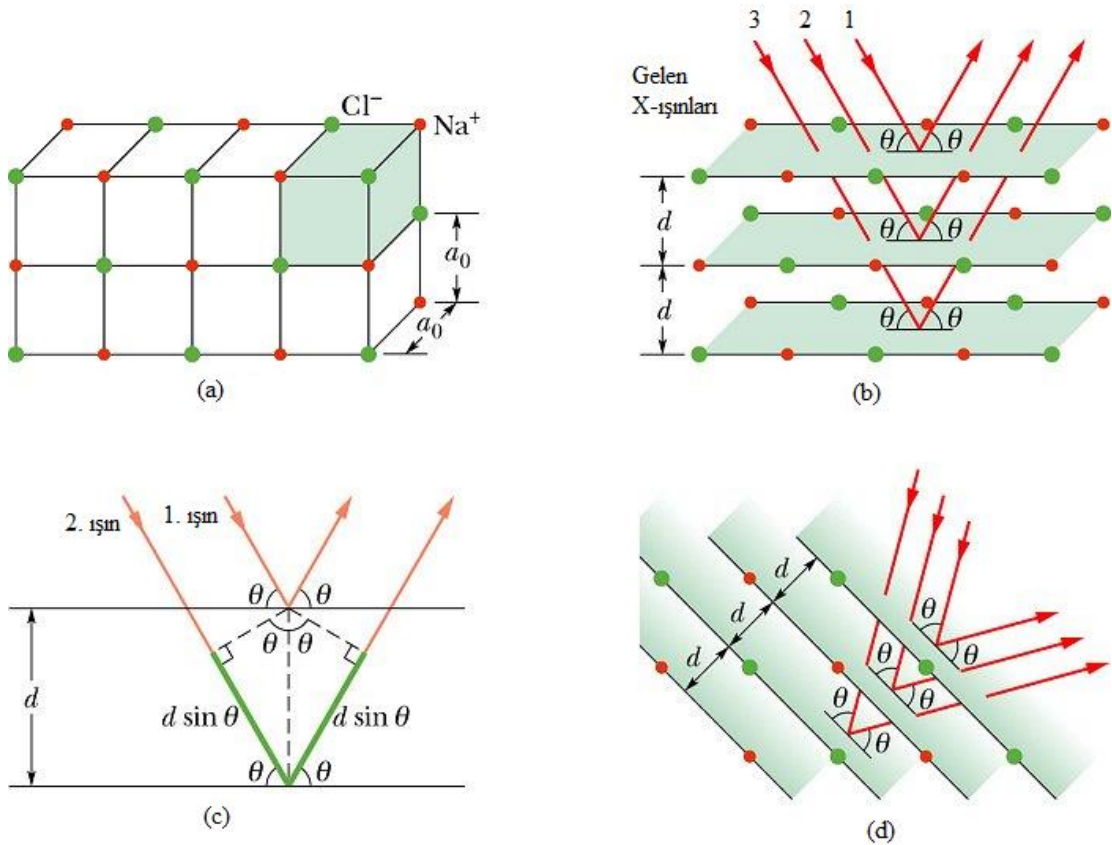 Cl⁻
Na⁺
a₀
a₀
(a)
3 2 1
Gelen
X-ışınları
θ θ
d
θ θ
d
θ θ
(b)
2. ışın
1. ışın
θ θ
θ θ
d
d sin θ
d sin θ
θ θ
(c)
d
d
d
θ
θ
θ
θ
θ
θ
(d)